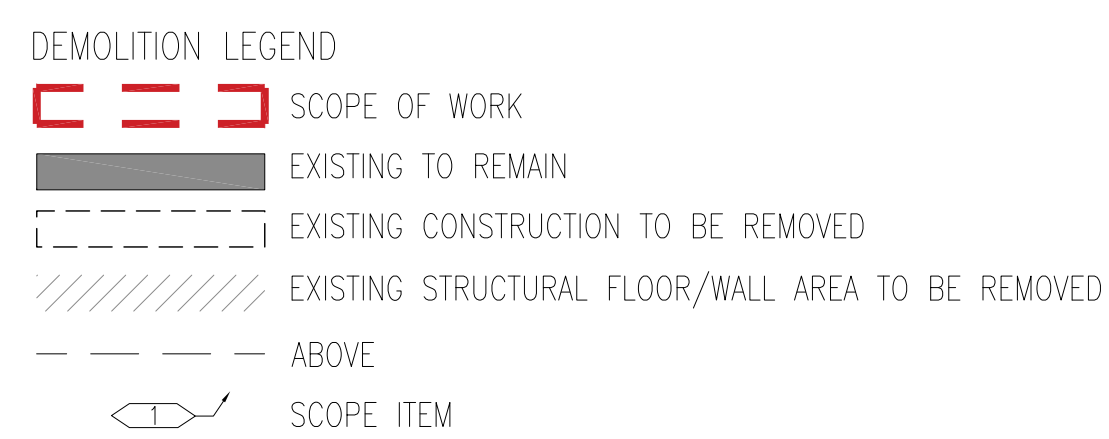 DEMOLITION LEGEND
SCOPE OF WORK
EXISTING TO REMAIN
EXISTING CONSTRUCTION TO BE REMOVED
EXISTING STRUCTURAL FLOOR/WALL AREA TO BE REMOVED
ABOVE
1 SCOPE ITEM